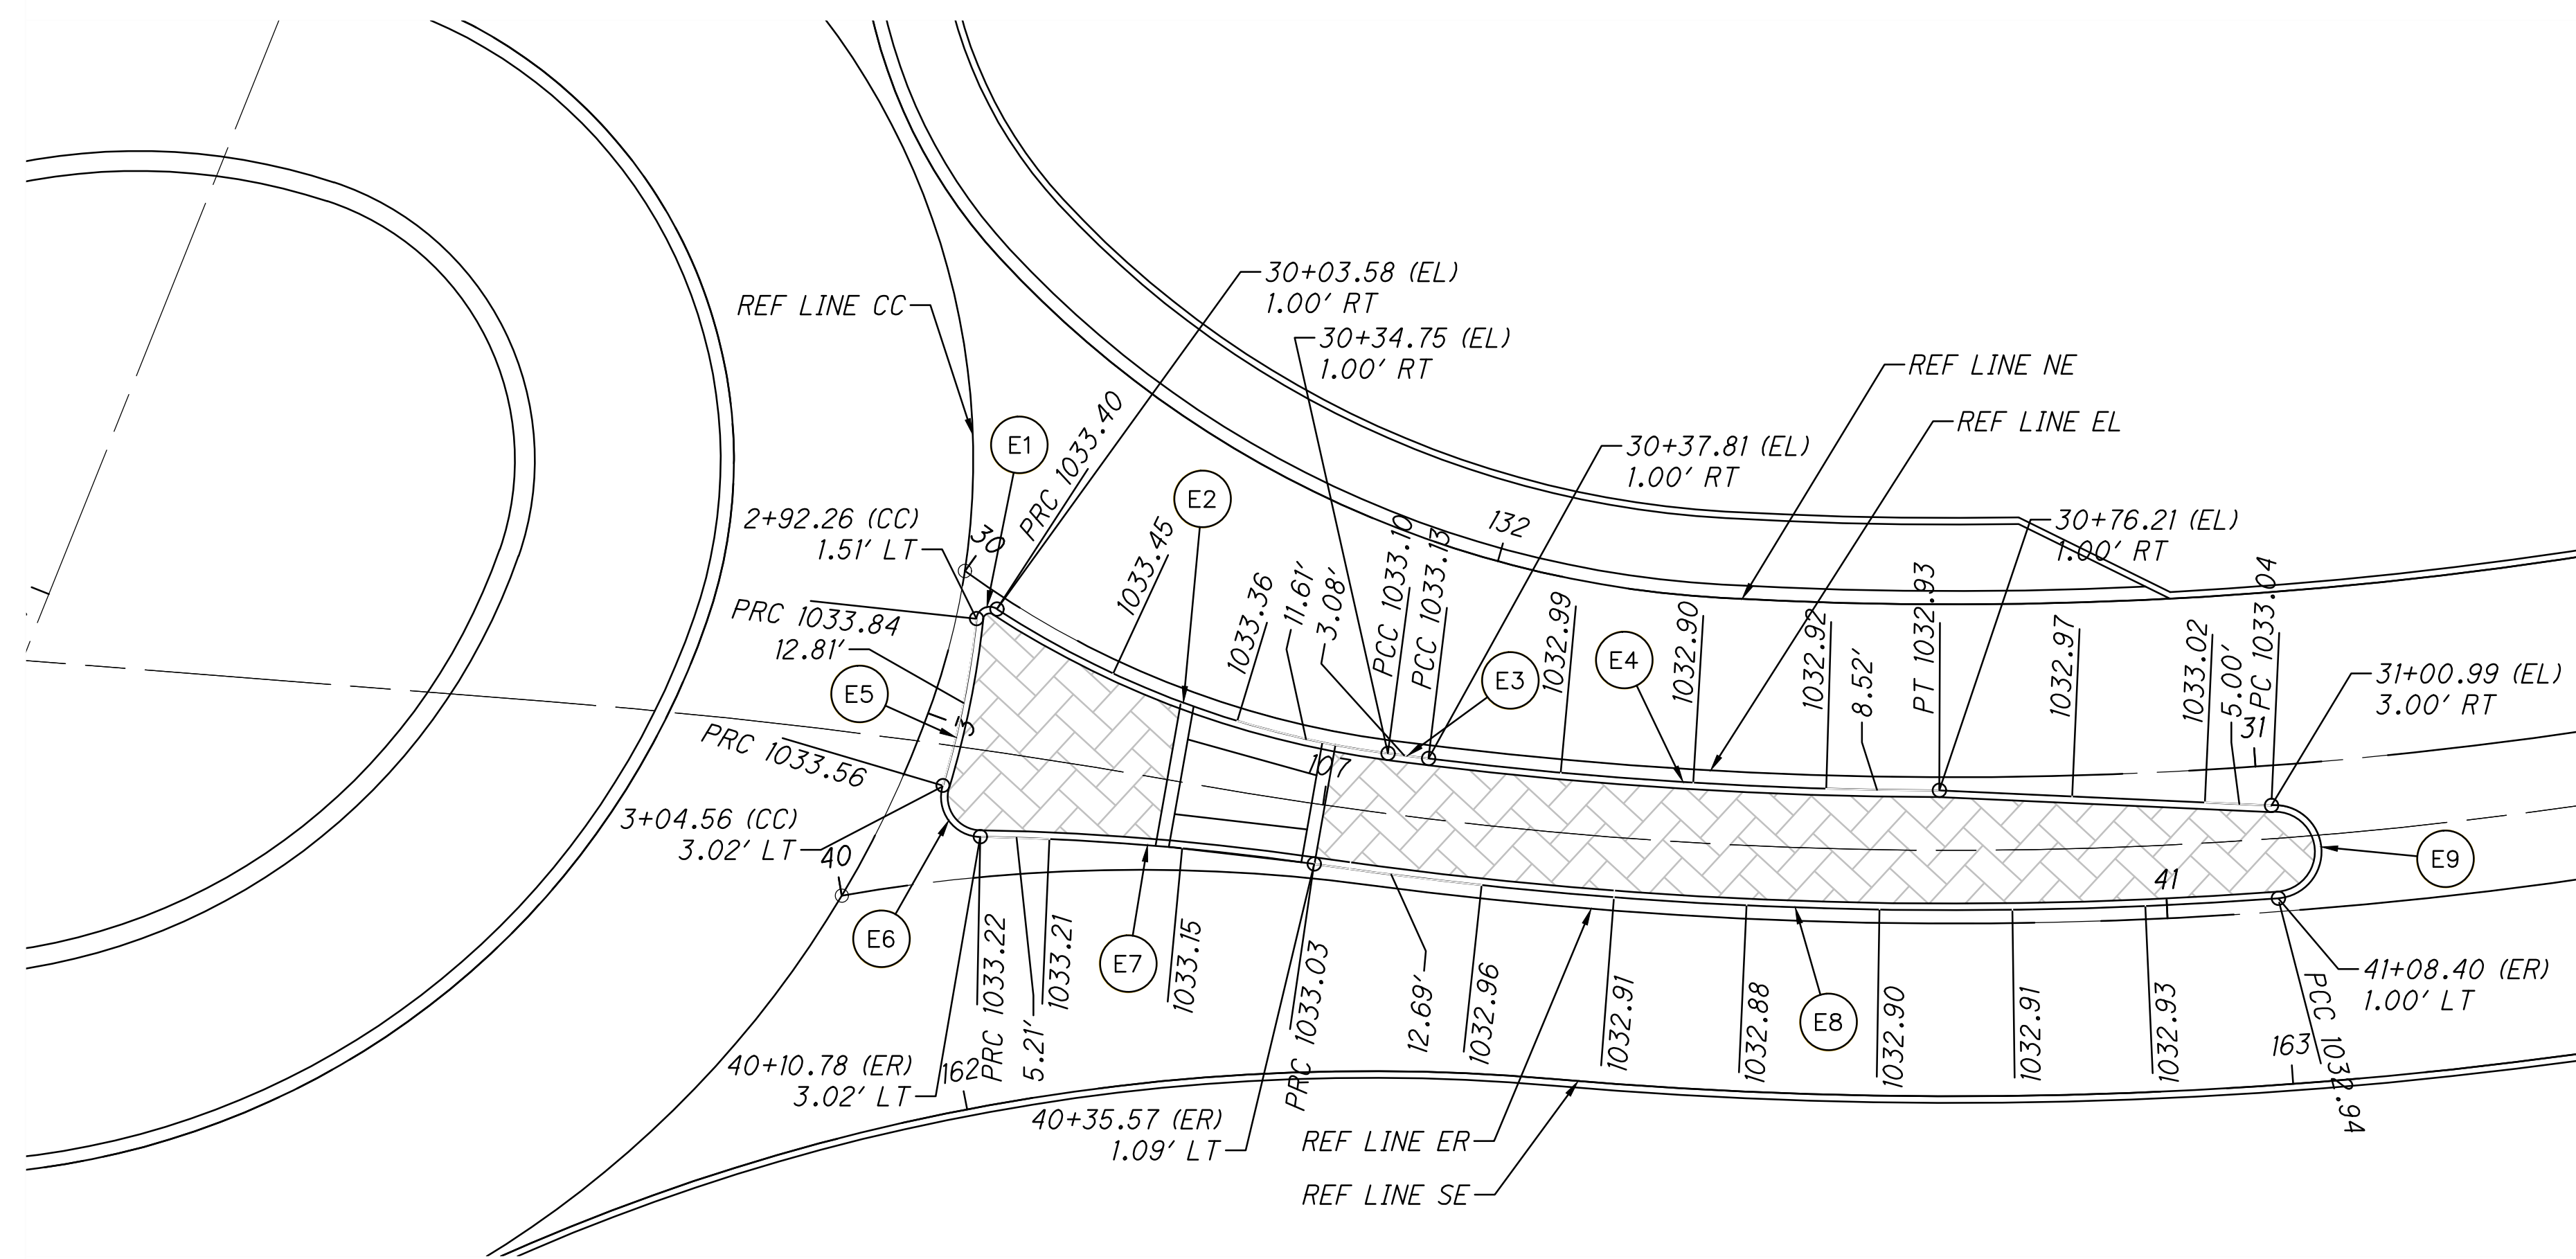 30+03.58 (EL)
1.00' RT
REF LINE CC
30+34.75 (EL)
1.00' RT
REF LINE NE
REF LINE EL
E1
PRC 1033.40
30+37.81 (EL)
1.00' RT
E2
2+92.26 (CC)
1.51' LT
30
1033.45
132
30+76.21 (EL)
1.00' RT
PRC 1033.84
12.81'
1033.36
11.61'
3.08'
PCC 1033.10
PCC 1033.13
E3
1032.99
E4
1032.90
1032.92
8.52'
PT 1032.93
1032.97
1033.02
5.00'
PC 1033.04
31
31+00.99 (EL)
3.00' RT
E5
3
1
PRC 1033.56
107
3+04.56 (CC)
3.02' LT
40
E6
41
E9
PRC 1033.22
5.21'
1033.21
E7
1033.15
PRC 1033.03
12.69'
1032.96
1032.91
1032.88
E8
1032.90
1032.91
1032.93
41+08.40 (ER)
1.00' LT
PCC 1032.94
163
40+10.78 (ER)
3.02' LT
162
40+35.57 (ER)
1.09' LT
REF LINE ER
REF LINE SE